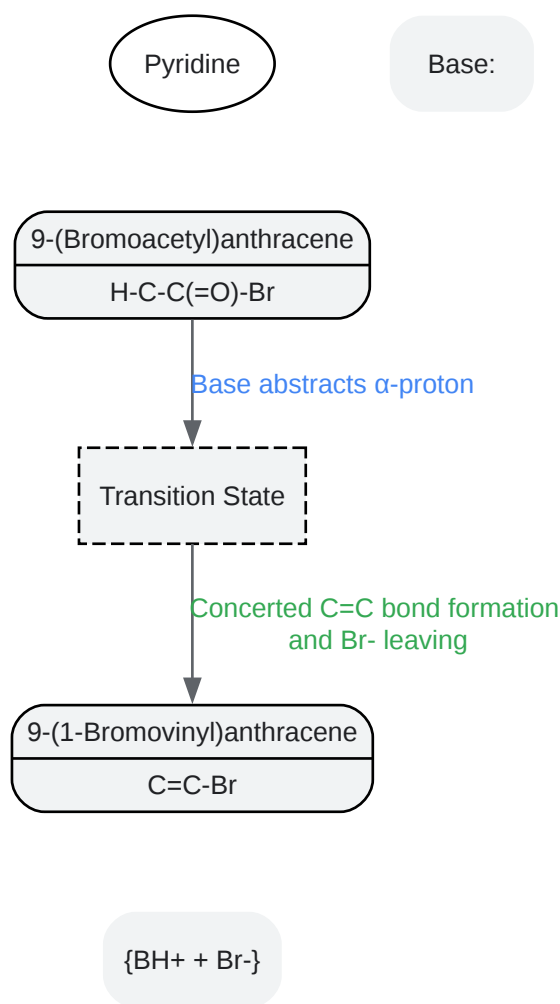 Pyridine
Base:
9-(Bromoacetyl)anthracene
H-C-C(=O)-Br
Base abstracts α-proton
Transition State
Concerted C=C bond formation
and Br- leaving
9-(1-Bromovinyl)anthracene
C=C-Br
{BH+ + Br-}